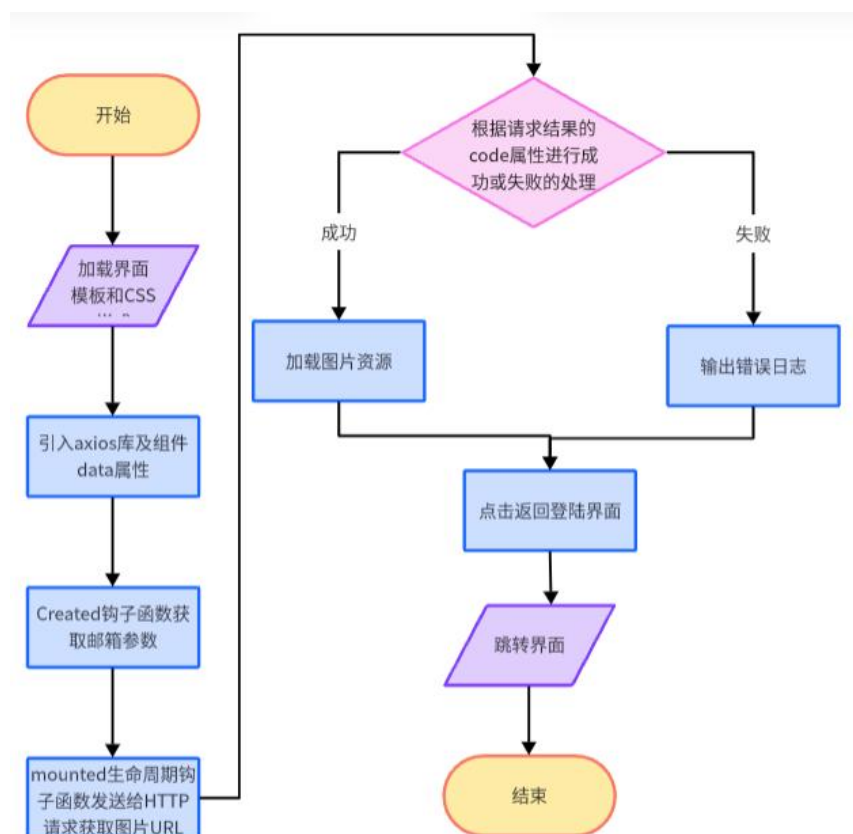 开始
加载界面
模板和CSS
引入axios库及组件
data属性
Created钩子函数获
取邮箱参数
mounted生命周期钩
子函数发送给HTTP
请求获取图片URL
根据请求结果的
code属性进行成
功或失败的处理
成功
失败
加载图片资源
输出错误日志
点击返回登陆界面
跳转界面
结束